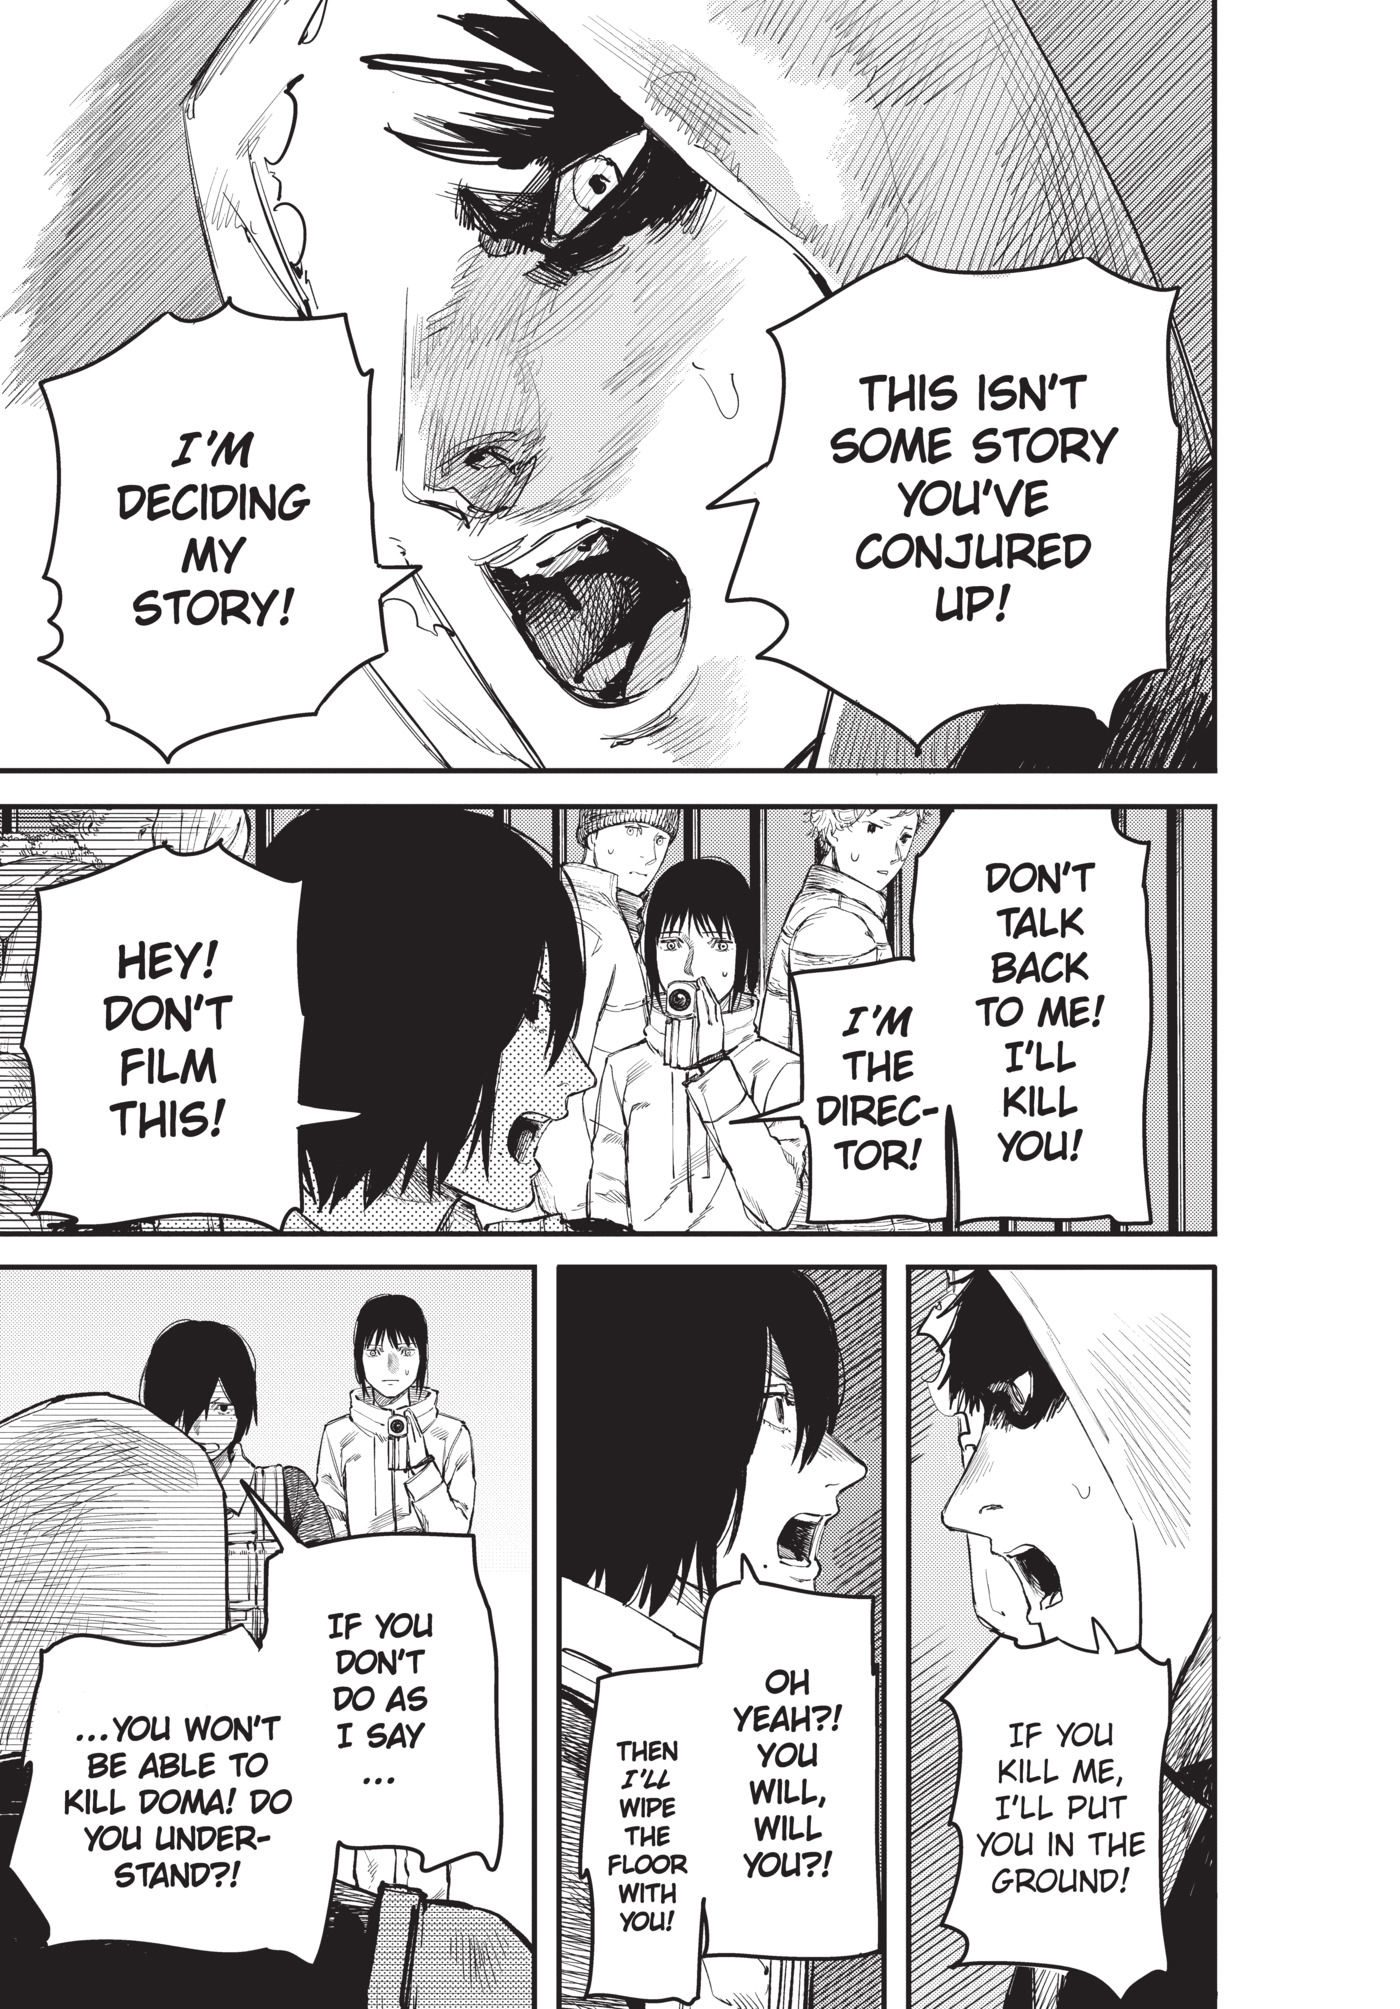 THIS ISN'T
SOME STORY
YOU'VE
CONJURED
UP!
I'M
DECIDING
MY
STORY!
DON'T
TALK
BACK
TO ME!
I'LL
KILL
YOU!
I'M
THE
DIREC-
TOR!
HEY!
DON'T
FILM
THIS!
IF YOU
KILL ME,
I'LL PUT
YOU IN THE
GROUND!
OH
YEAH?!
YOU
WILL,
WILL
YOU?!
THEN
I'LL
WIPE
THE
FLOOR
WITH
YOU!
IF YOU
DON'T
DO AS
I SAY
...
...YOU WON'T
BE ABLE TO
KILL DOMA! DO
YOU UNDER-
STAND?!